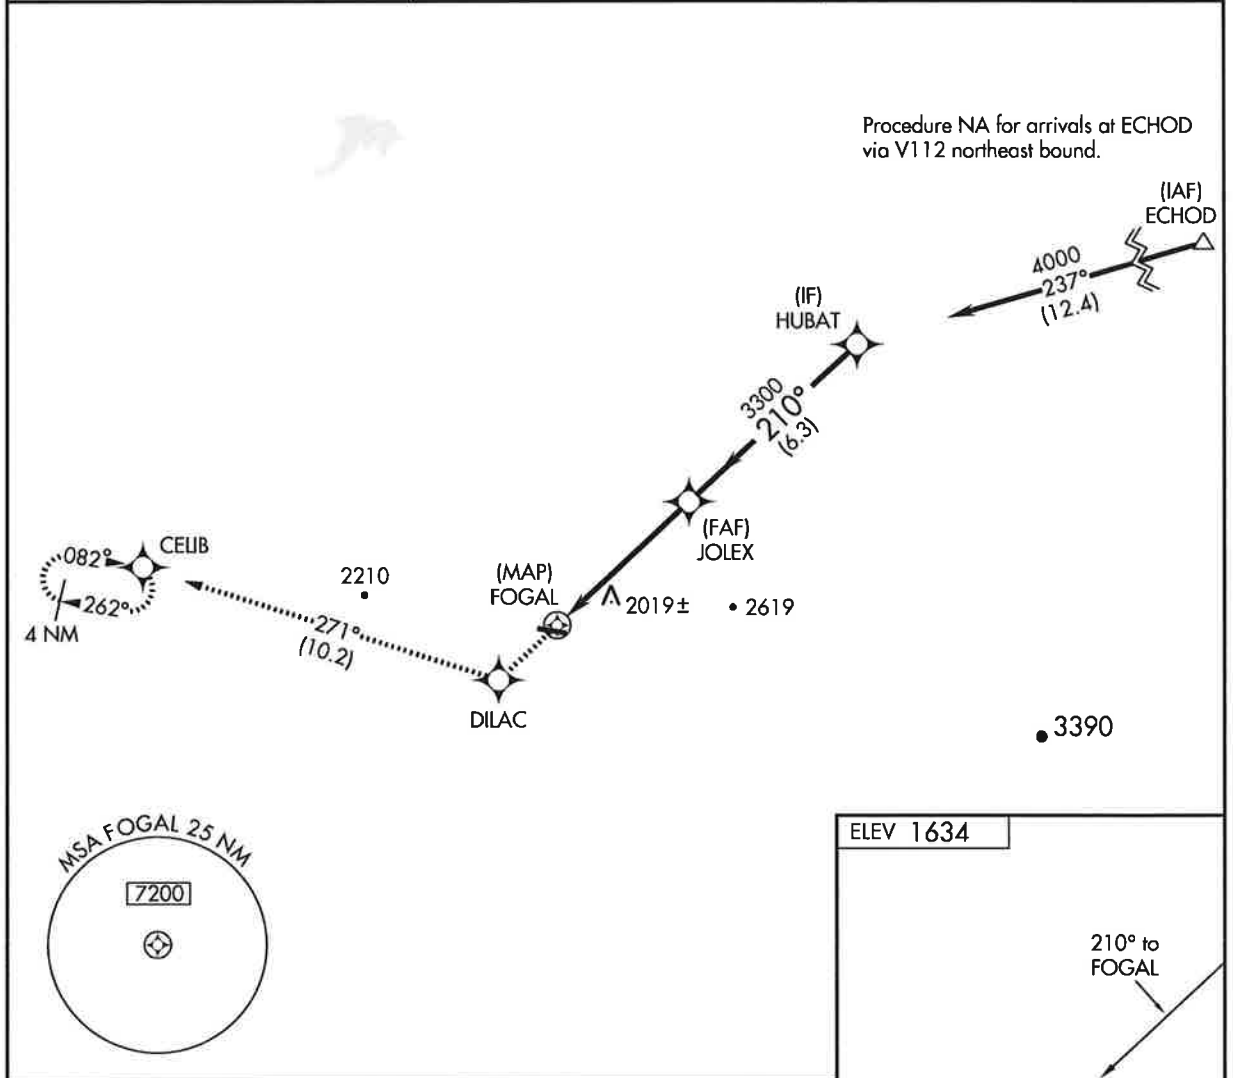 Procedure NA for arrivals at ECHOD
via V112 northeast bound.
(IAF)
ECHOD
4000
237°
(12.4)
(IF)
HUBAT
3300
210°
(6.3)
(FAF)
JOLEX
CELIB
082°
262°
4 NM
2210
(MAP)
FOGAL
2019±
2619
271°
(10.2)
DILAC
3390
MSA FOGAL 25 NM
7200
ELEV 1634
210° to
FOGAL